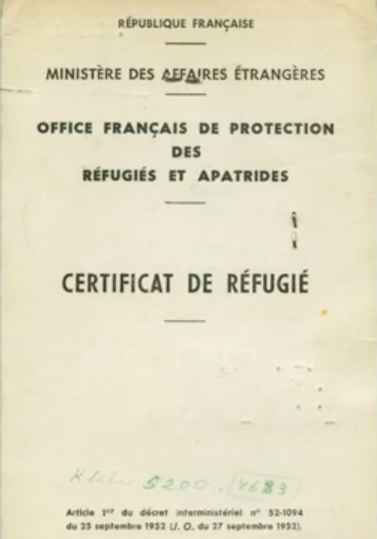 RÉPUBLIQUE FRANÇAISE
MINISTÈRE DES AFFAIRES ÉTRANGÈRES
OFFICE FRANÇAIS DE PROTECTION
DES
RÉFUGIÉS ET APATRIDES
CERTIFICAT DE RÉFUGIÉ
5200. 4683
Article 1er du décret interministériel n° 52-1094
du 25 septembre 1952 (J. O. du 27 septembre 1952).